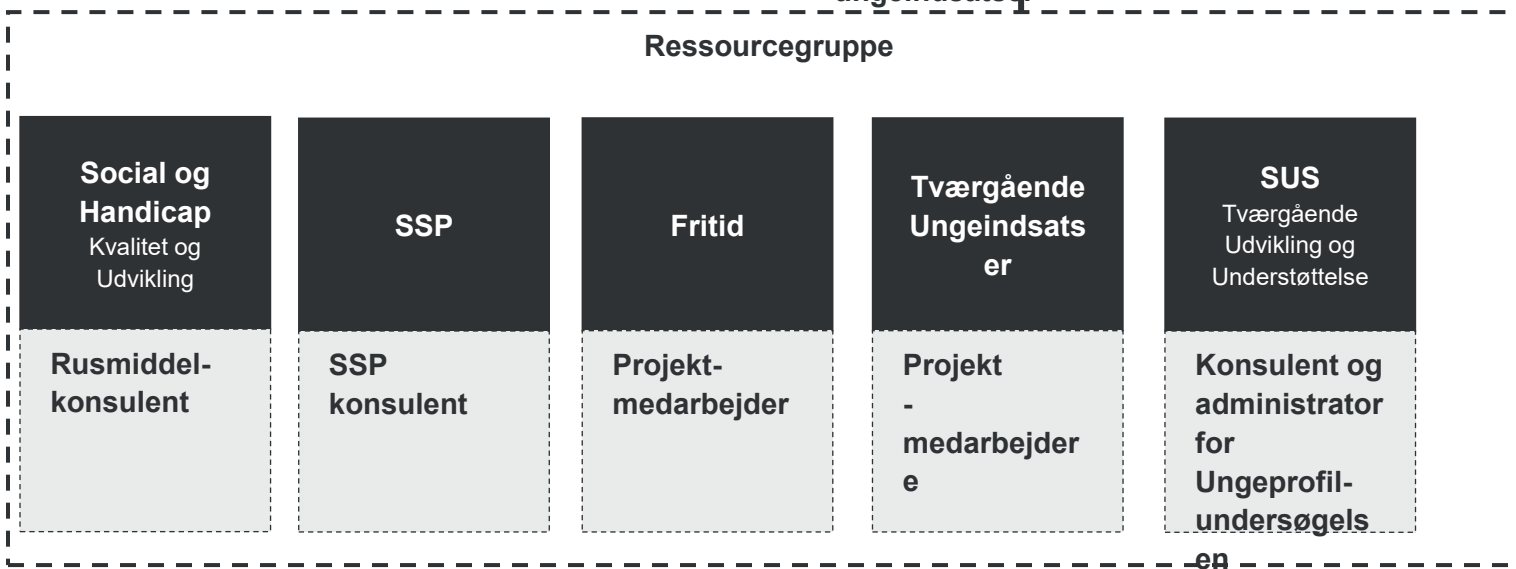 ungeindsatser
Ressourcegruppe
Social og
Handicap
Kvalitet og
Udvikling
SSP
Fritid
Tværgående
Ungeindsats
er
SUS
Tværgående
Udvikling og
Understøttelse
Rusmiddel-
konsulent
SSP
konsulent
Projekt-
medarbejder
Projekt
-
medarbejder
e
Konsulent og
administrator
for
Ungeprofil-
undersøgels
en